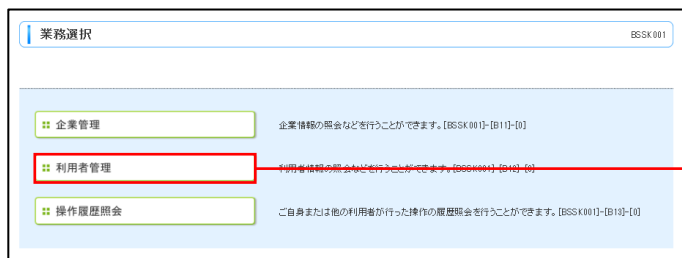 業務選択
BSSK001
企業管理
企業情報の照会などを行うことができます。[BSSK001]-[B11]-[0]
利用者管理
利用者情報の照会などを行うことができます。[BSSK001]-[B12]-[0]
操作履歴照会
ご自身または他の利用者が行った操作の履歴照会を行うことができます。[BSSK001]-[B13]-[0]